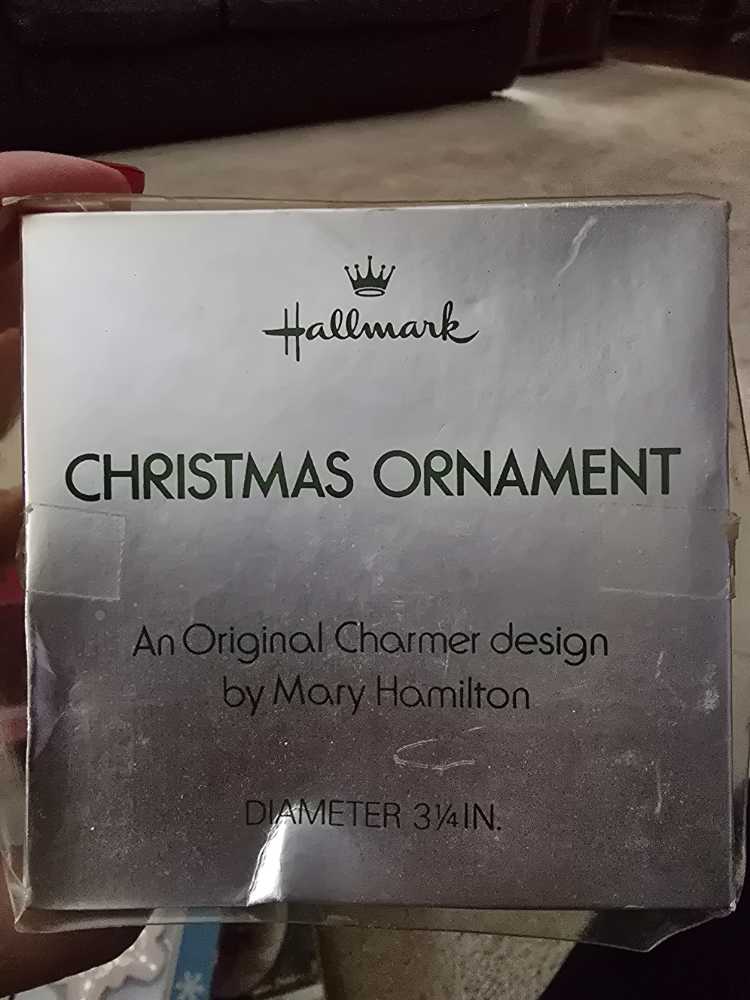 Hallmark
CHRISTMAS ORNAMENT
An Original Charmer design
by Mary Hamilton
DIAMETER 3¼ IN.